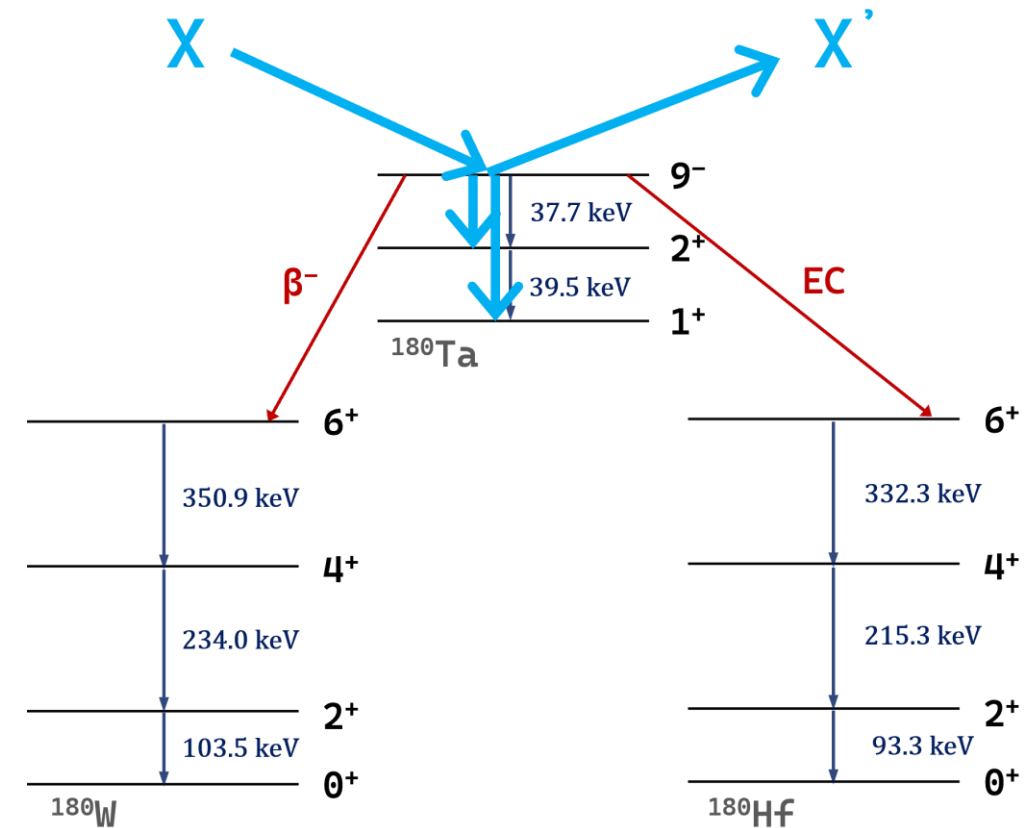 X
X’
9⁻
37.7 keV
2⁺
β⁻
EC
39.5 keV
1⁺
¹⁸⁰Ta
6⁺
6⁺
350.9 keV
332.3 keV
4⁺
4⁺
234.0 keV
215.3 keV
2⁺
2⁺
103.5 keV
93.3 keV
0⁺
0⁺
¹⁸⁰W
¹⁸⁰Hf